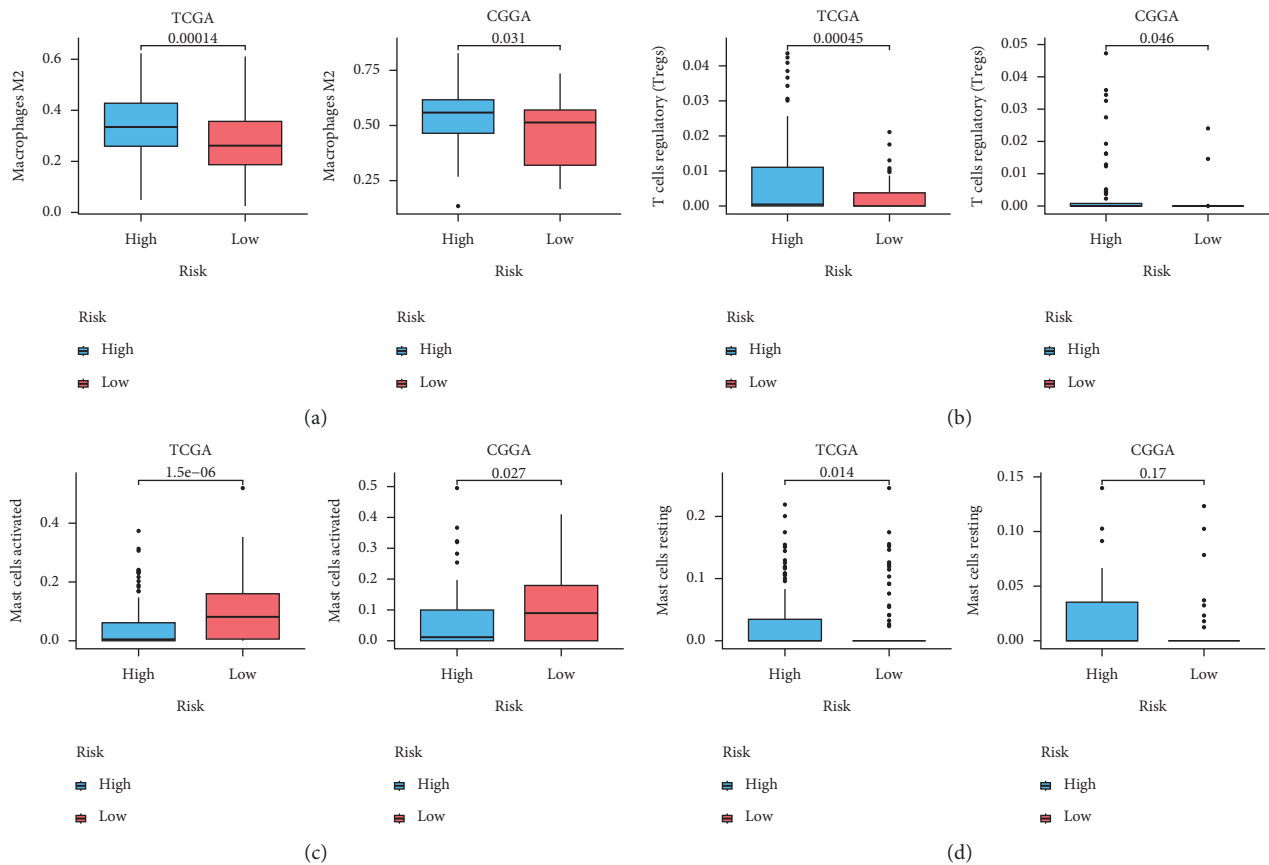 TCGA
0.00014
Macrophages M2
0.6
0.4
0.2
0.0
High
Low
Risk
Risk
High
Low
CGGA
0.031
Macrophages M2
0.75
0.50
0.25
High
Low
Risk
Risk
High
Low
(a)
TCGA
0.00045
T cells regulatory (Tregs)
0.04
0.03
0.02
0.01
0.00
High
Low
Risk
Risk
High
Low
CGGA
0.046
T cells regulatory (Tregs)
0.05
0.04
0.03
0.02
0.01
0.00
High
Low
Risk
Risk
High
Low
(b)
TCGA
1.5e−06
Mast cells activated
0.4
0.2
0.0
High
Low
Risk
Risk
High
Low
CGGA
0.027
Mast cells activated
0.5
0.4
0.3
0.2
0.1
0.0
High
Low
Risk
Risk
High
Low
(c)
TCGA
0.014
Mast cells resting
0.2
0.1
0.0
High
Low
Risk
Risk
High
Low
CGGA
0.17
Mast cells resting
0.15
0.10
0.05
0.00
High
Low
Risk
Risk
High
Low
(d)